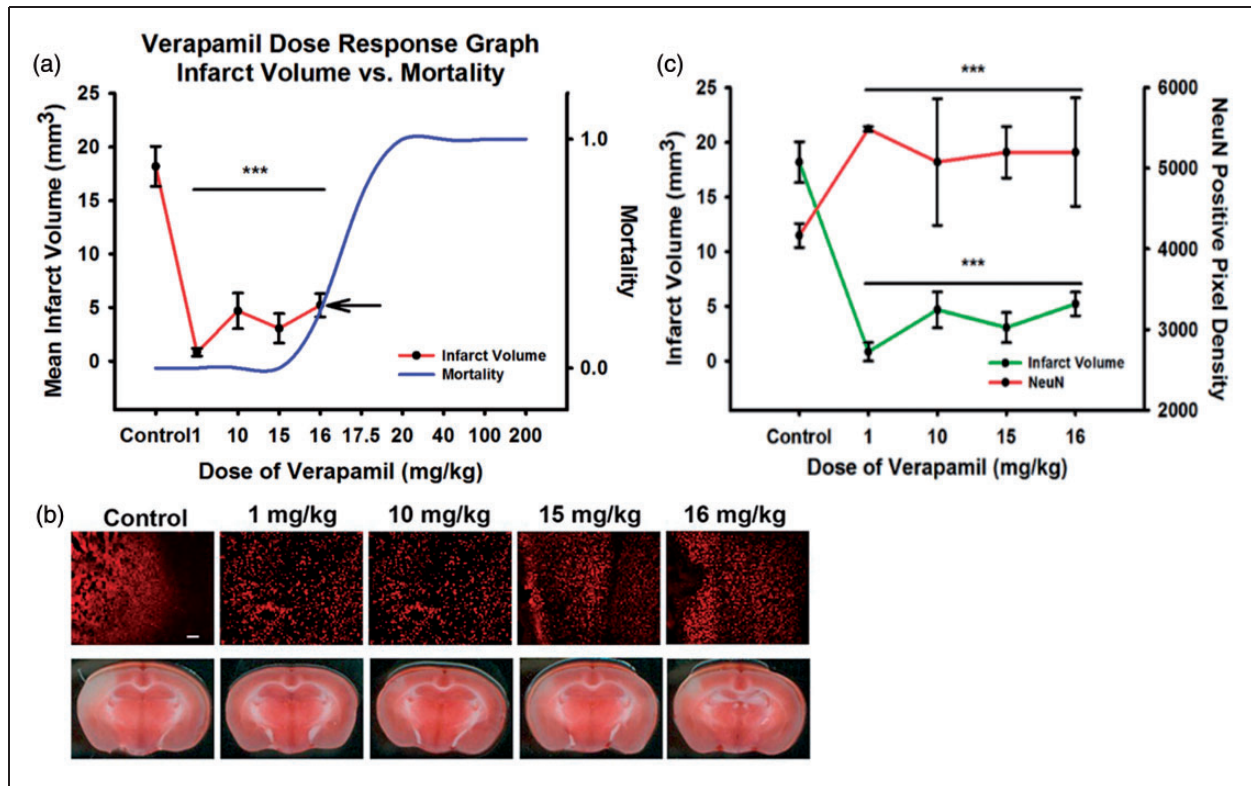 (a)
Verapamil Dose Response Graph
Infarct Volume vs. Mortality
Mean Infarct Volume (mm³)
25
20
15
10
5
0
***
1.0
0.0
Mortality
Infarct Volume
Mortality
Control 1 10 15 16 17.5 20 40 100 200
Dose of Verapamil (mg/kg)
(c)
Infarct Volume (mm³)
25
20
15
10
5
0
***
***
6000
5000
4000
3000
2000
NeuN Positive Pixel Density
Infarct Volume
NeuN
Control 1 10 15 16
Dose of Verapamil (mg/kg)
(b)
Control 1 mg/kg 10 mg/kg 15 mg/kg 16 mg/kg